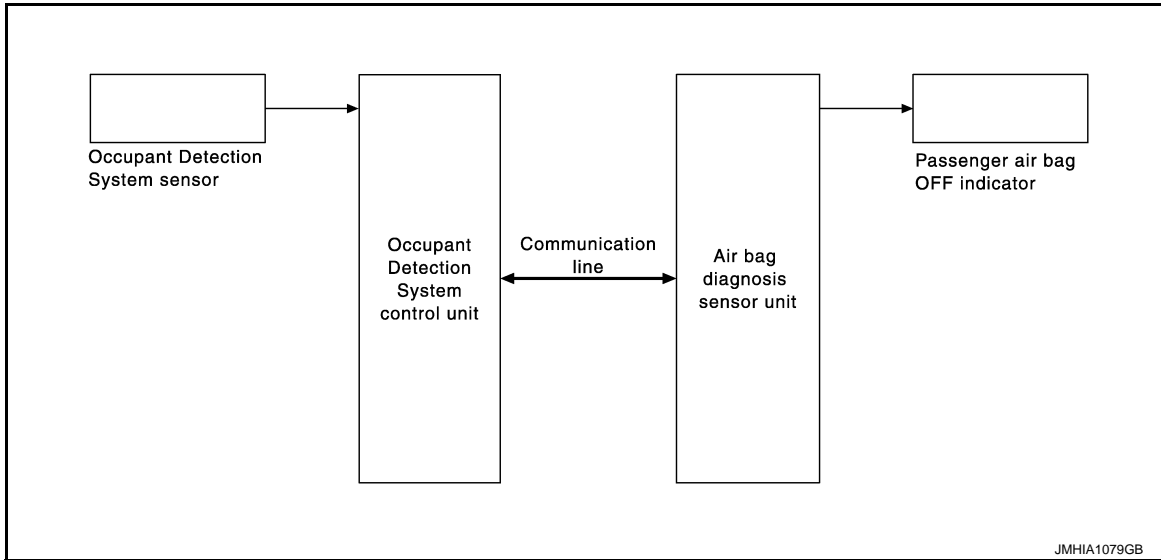 Occupant Detection
System sensor
Occupant
Detection
System
control unit
Communication
line
Air bag
diagnosis
sensor unit
Passenger air bag
OFF indicator
JMHIA1079GB